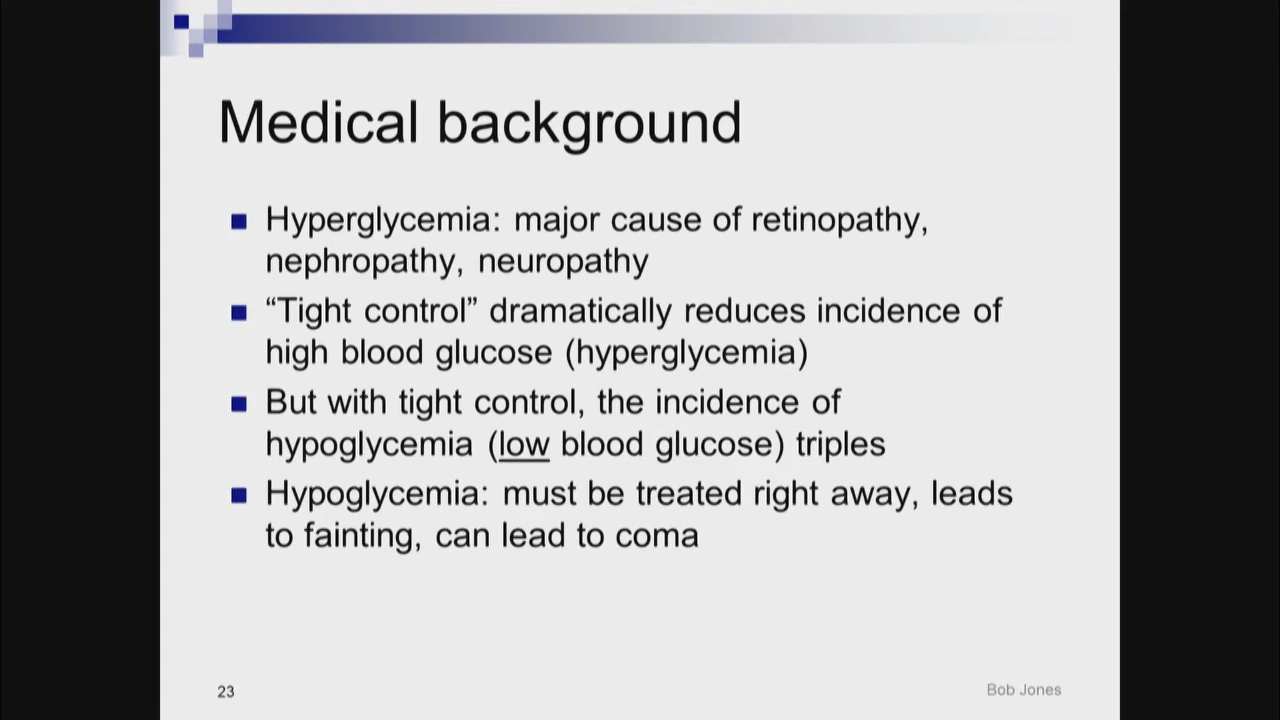 Medical background
Hyperglycemia: major cause of retinopathy,
nephropathy, neuropathy
“Tight control” dramatically reduces incidence of
high blood glucose (hyperglycemia)
But with tight control, the incidence of
hypoglycemia (low blood glucose) triples
Hypoglycemia: must be treated right away, leads
to fainting, can lead to coma
23
Bob Jones